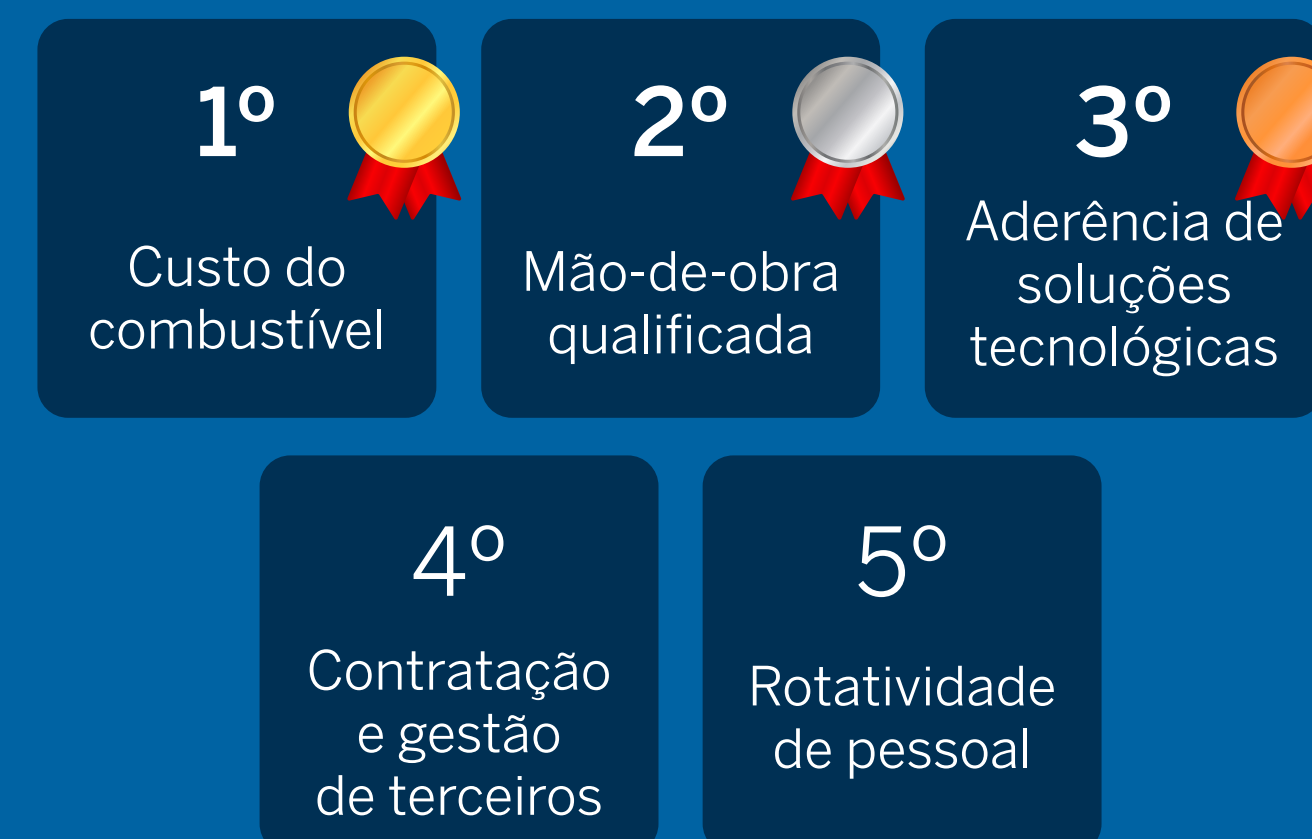 1º
Custo do
combustível
2º
Mão-de-obra
qualificada
3º
Aderência de
soluções
tecnológicas
4º
Contratação
e gestão
de terceiros
5º
Rotatividade
de pessoal